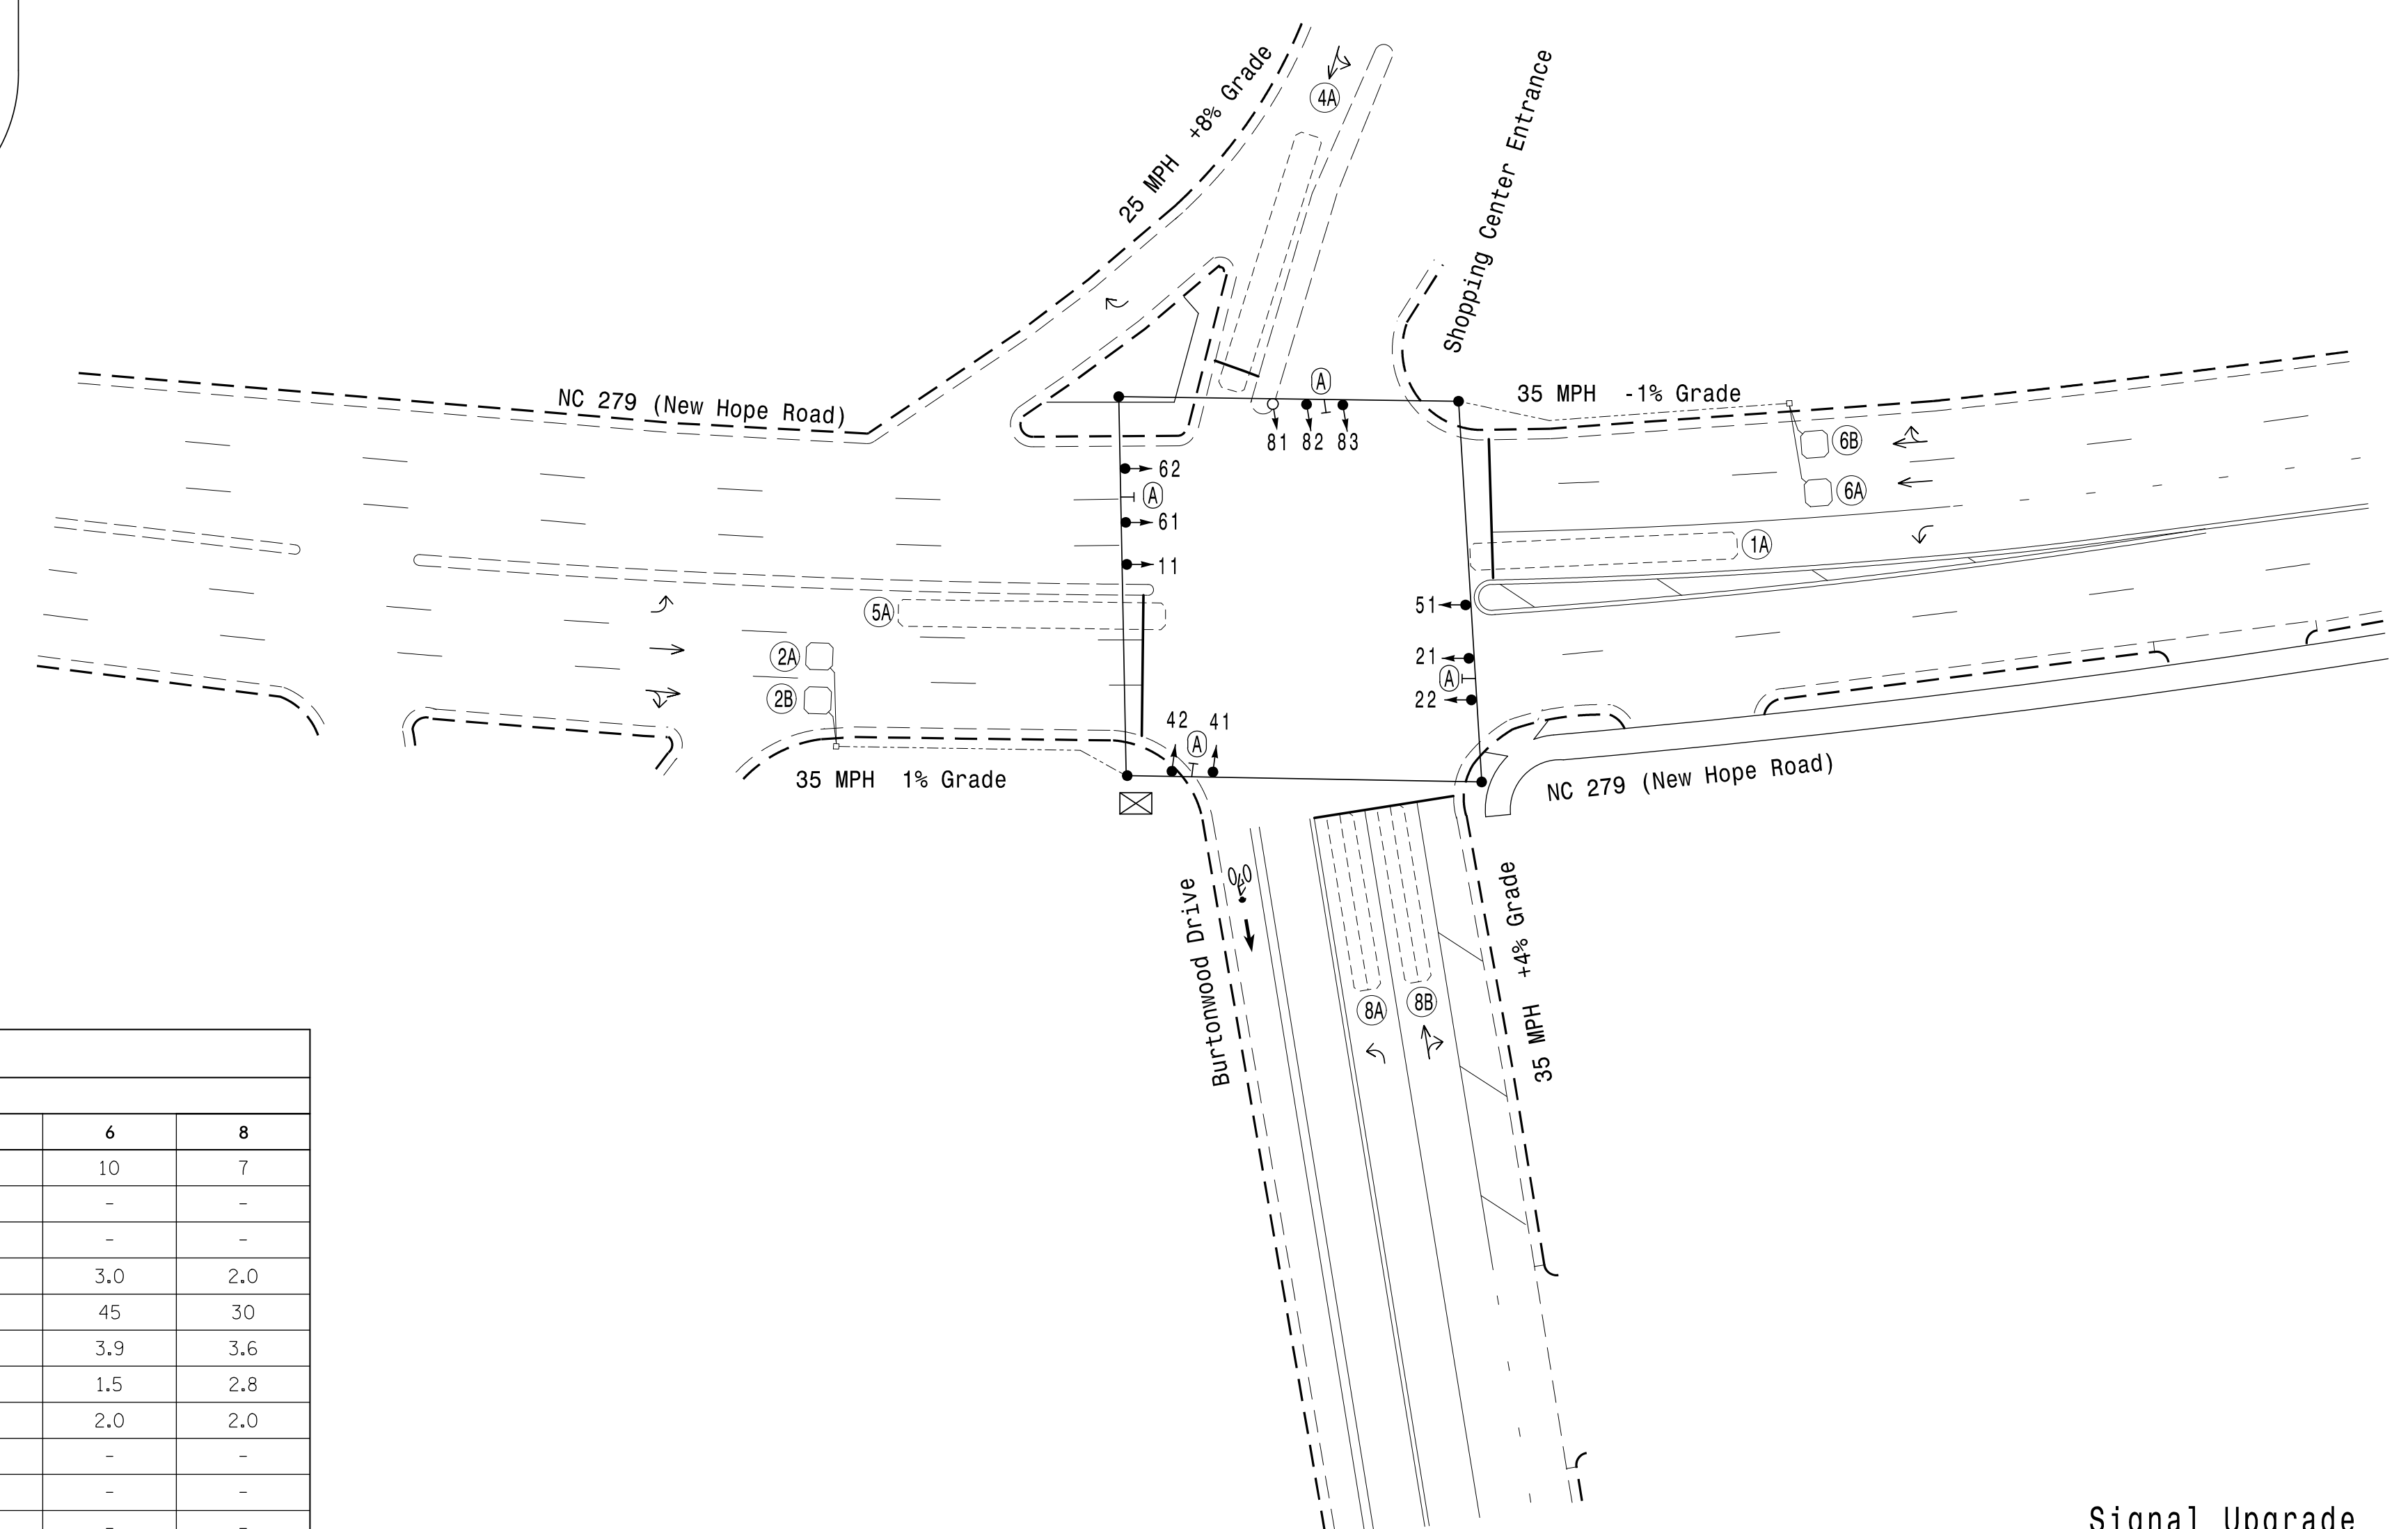 25 MPH +8% Grade
4A
Shopping Center Entrance
NC 279 (New Hope Road)
A
35 MPH -1% Grade
81 82 83
6B
6A
62
A
61
11
1A
5A
51
2A
21
A
2B
22
42 41
A
35 MPH 1% Grade
NC 279 (New Hope Road)
Burtonwood Drive
35 MPH +4% Grade
8A 8B
6 8
10 7
- -
- -
3.0 2.0
45 30
3.9 3.6
1.5 2.8
2.0 2.0
- -
- -
- -
Signal Upgrade